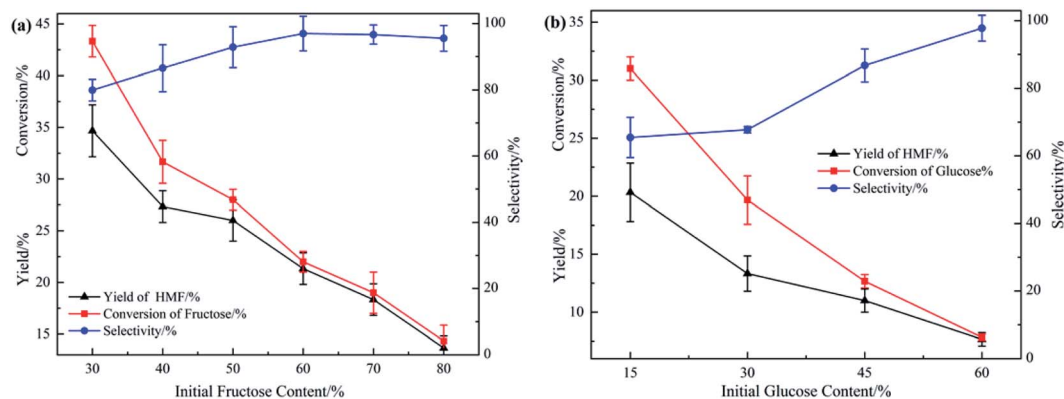 (a)
Conversion/%
Yield/%
45
40
35
30
25
20
15
100
80
60
40
20
0
Selectivity/%
Yield of HMF/%
Conversion of Fructose/%
Selectivity/%
30 40 50 60 70 80
Initial Fructose Content/%
(b)
Conversion/%
Yield/%
35
30
25
20
15
10
100
80
60
40
20
0
Selectivity/%
Yield of HMF/%
Conversion of Glucose%
Selectivity/%
15 30 45 60
Initial Glucose Content/%